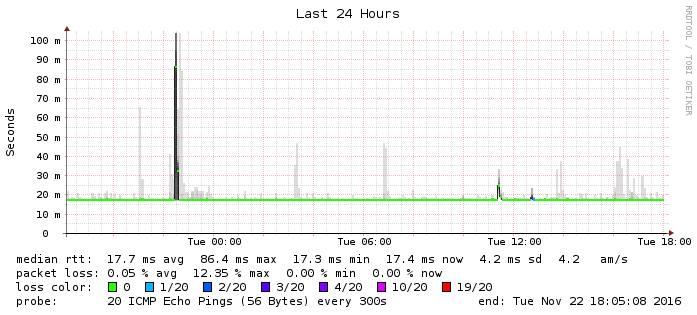 Last 24 Hours
RRDTOOL / TOBI OETIKER
Seconds
100 m
90 m
80 m
70 m
60 m
50 m
40 m
30 m
20 m
10 m
0
Tue 00:00 Tue 06:00 Tue 12:00 Tue 18:00
median rtt: 17.7 ms avg 86.4 ms max 17.3 ms min 17.4 ms now 4.2 ms sd 4.2 am/s
packet loss: 0.05 % avg 12.35 % max 0.00 % min 0.00 % now
loss color: 0 1/20 2/20 3/20 4/20 10/20 19/20
probe: 20 ICMP Echo Pings (56 Bytes) every 300s end: Tue Nov 22 18:05:08 2016